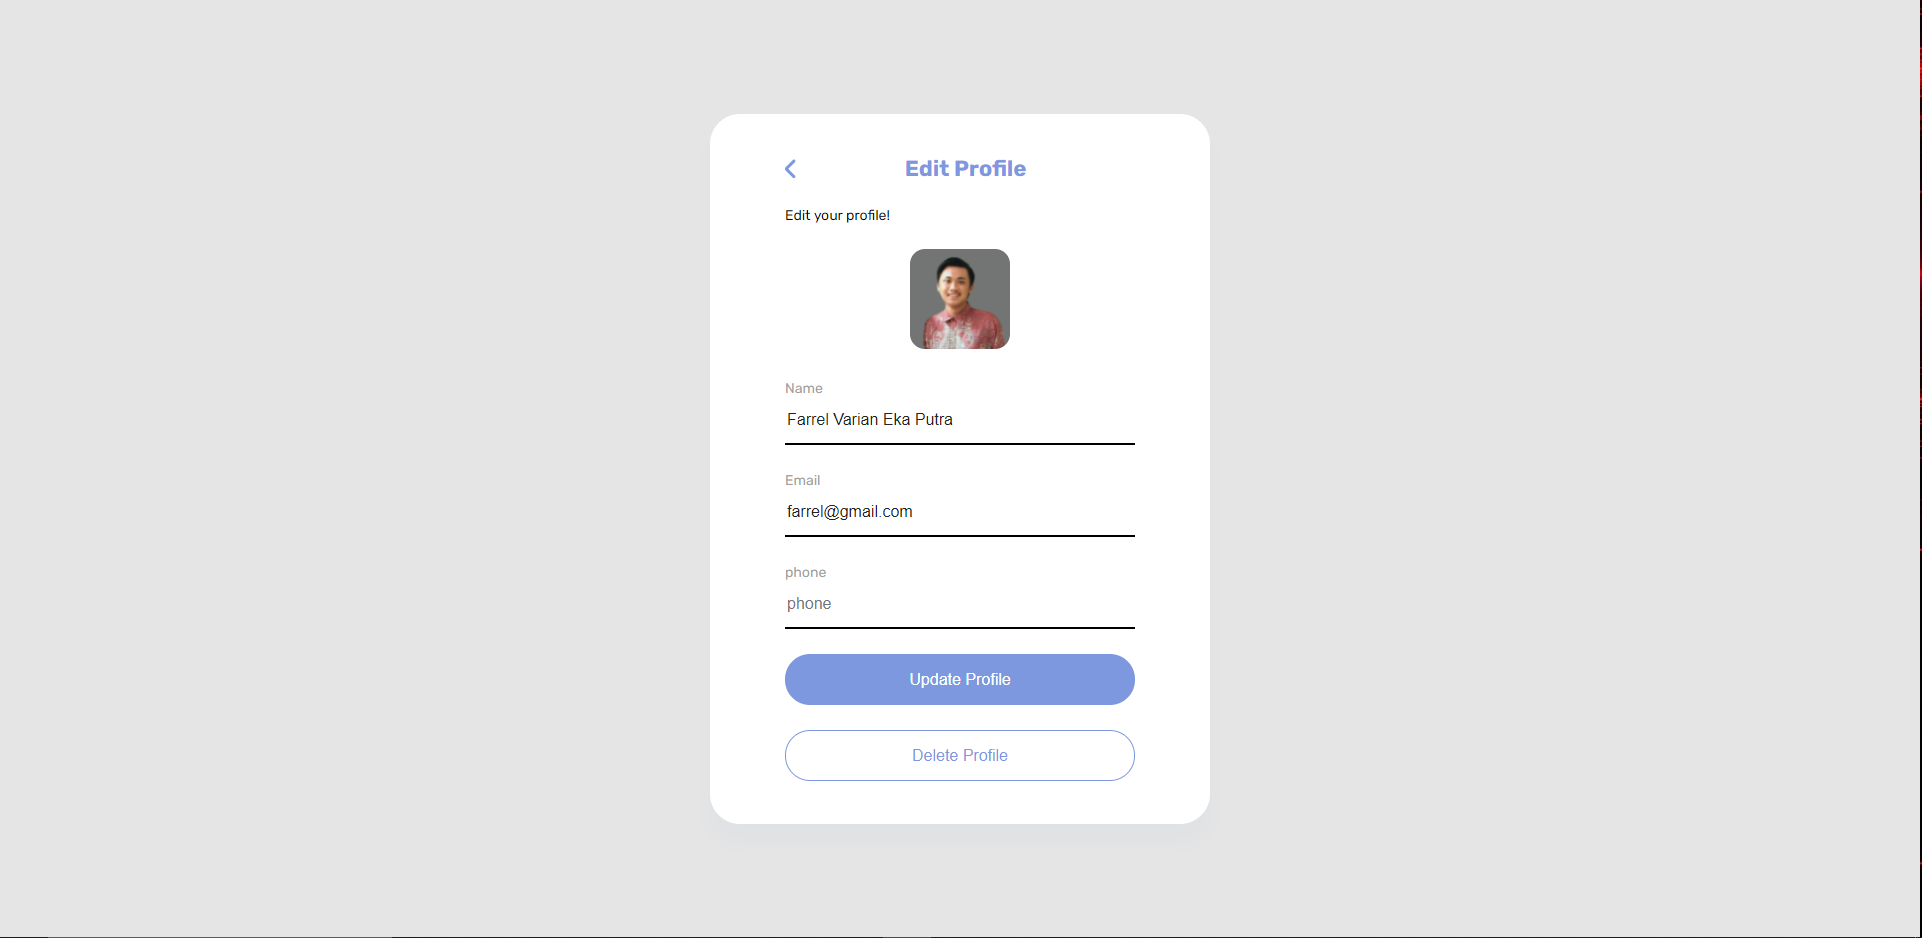 Edit Profile
Edit your profile!
Name
Farrel Varian Eka Putra
Email
farrel@gmail.com
phone
phone
Update Profile
Delete Profile